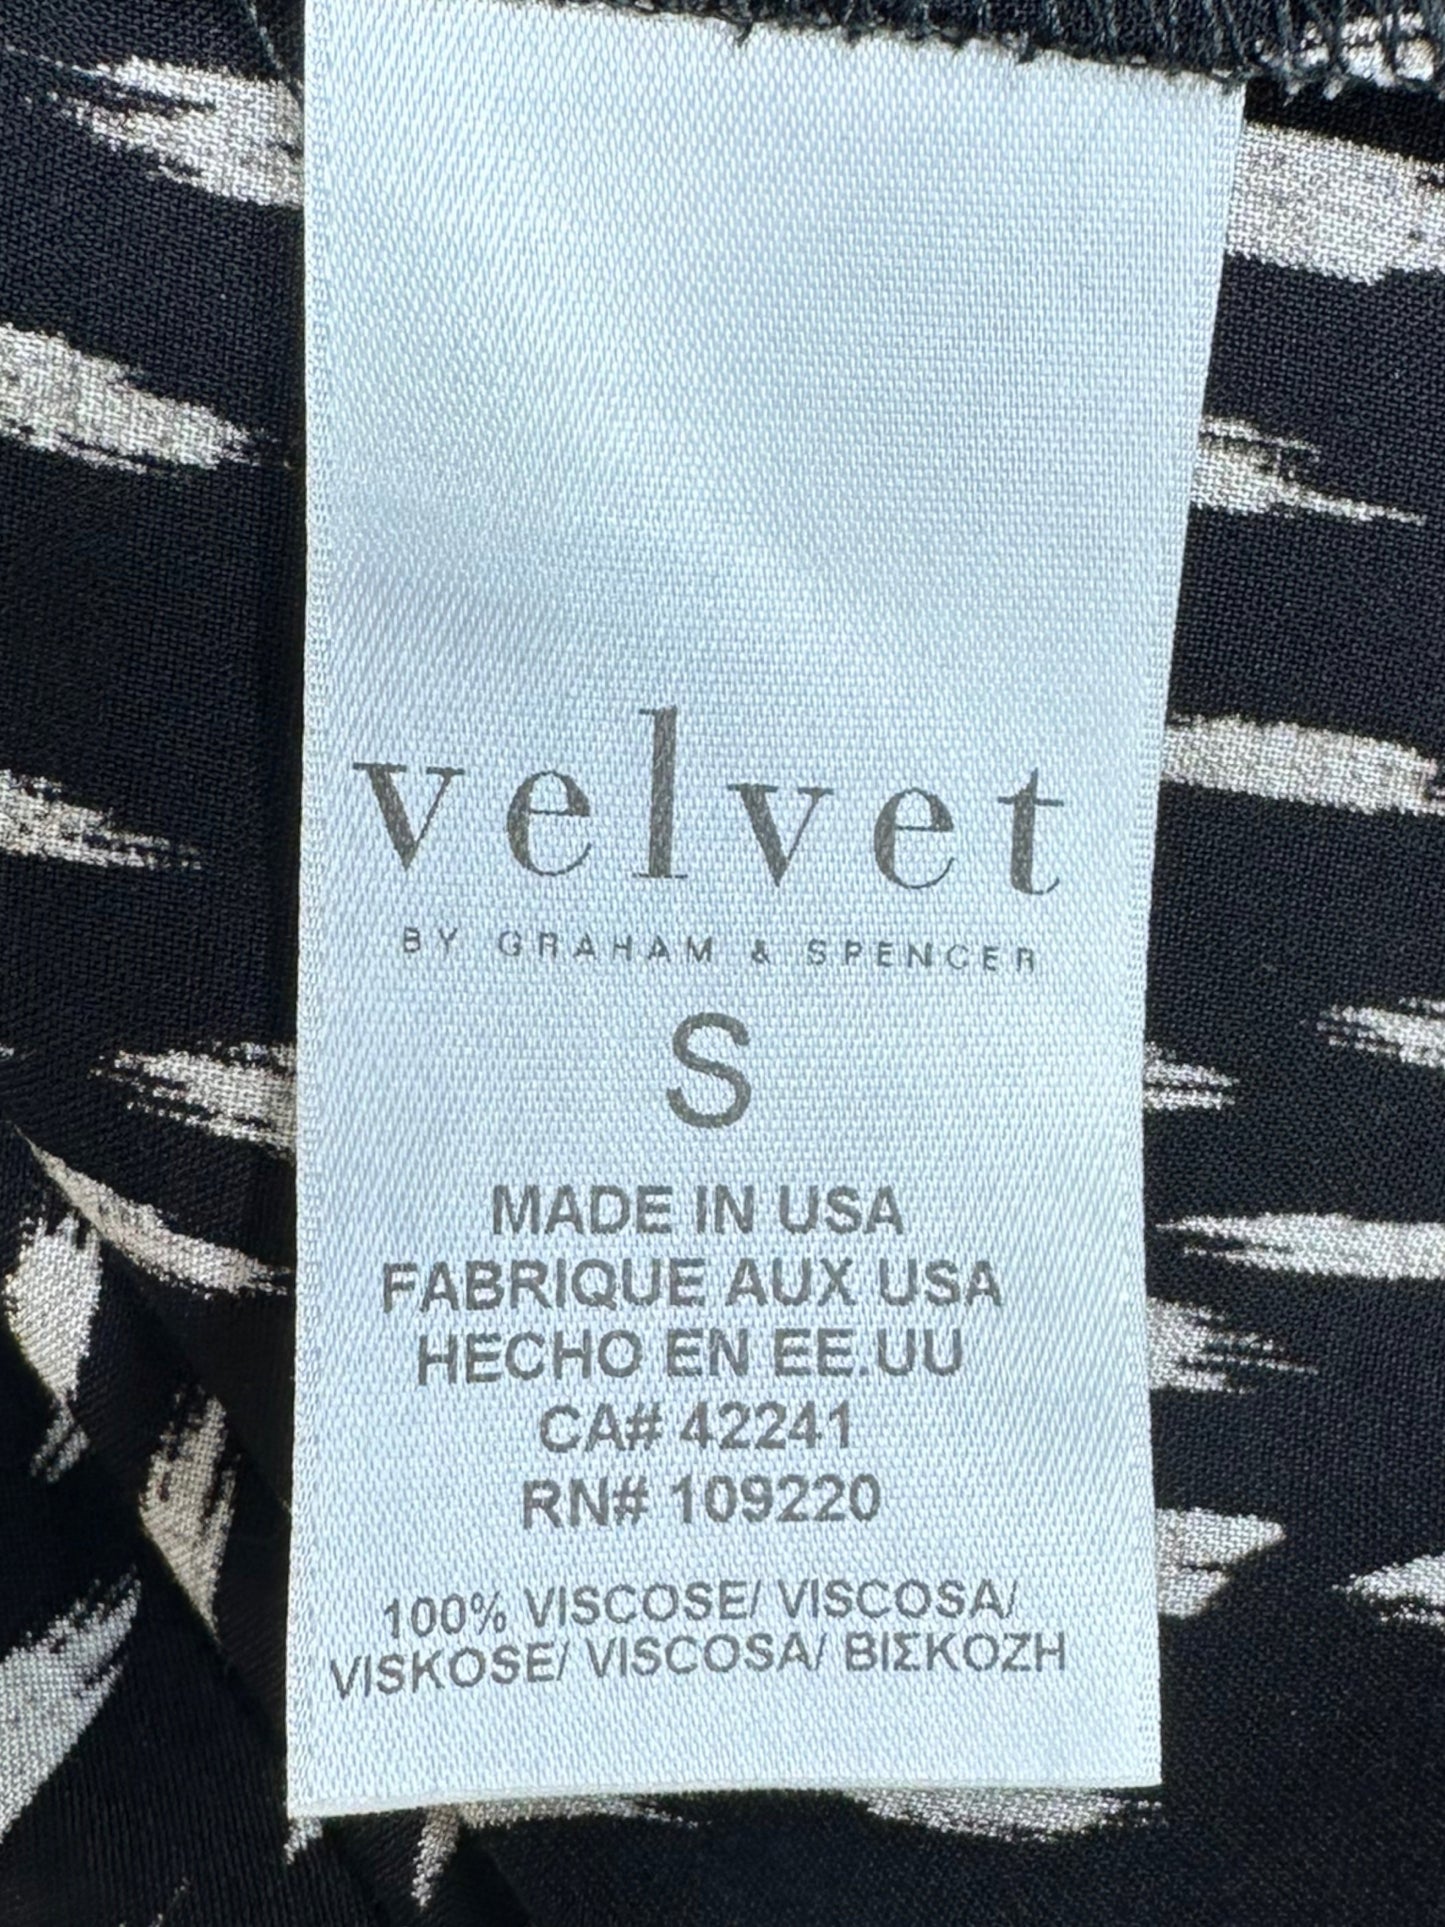 velvet
BY GRAHAM & SPENCER
S
MADE IN USA
FABRIQUE AUX USA
HECHO EN EE.UU
CA# 42241
RN# 109220
100% VISCOSE/ VISCOSA/
VISKOSE/ VISCOSA/ ΒΙΣΚΟΖΗ